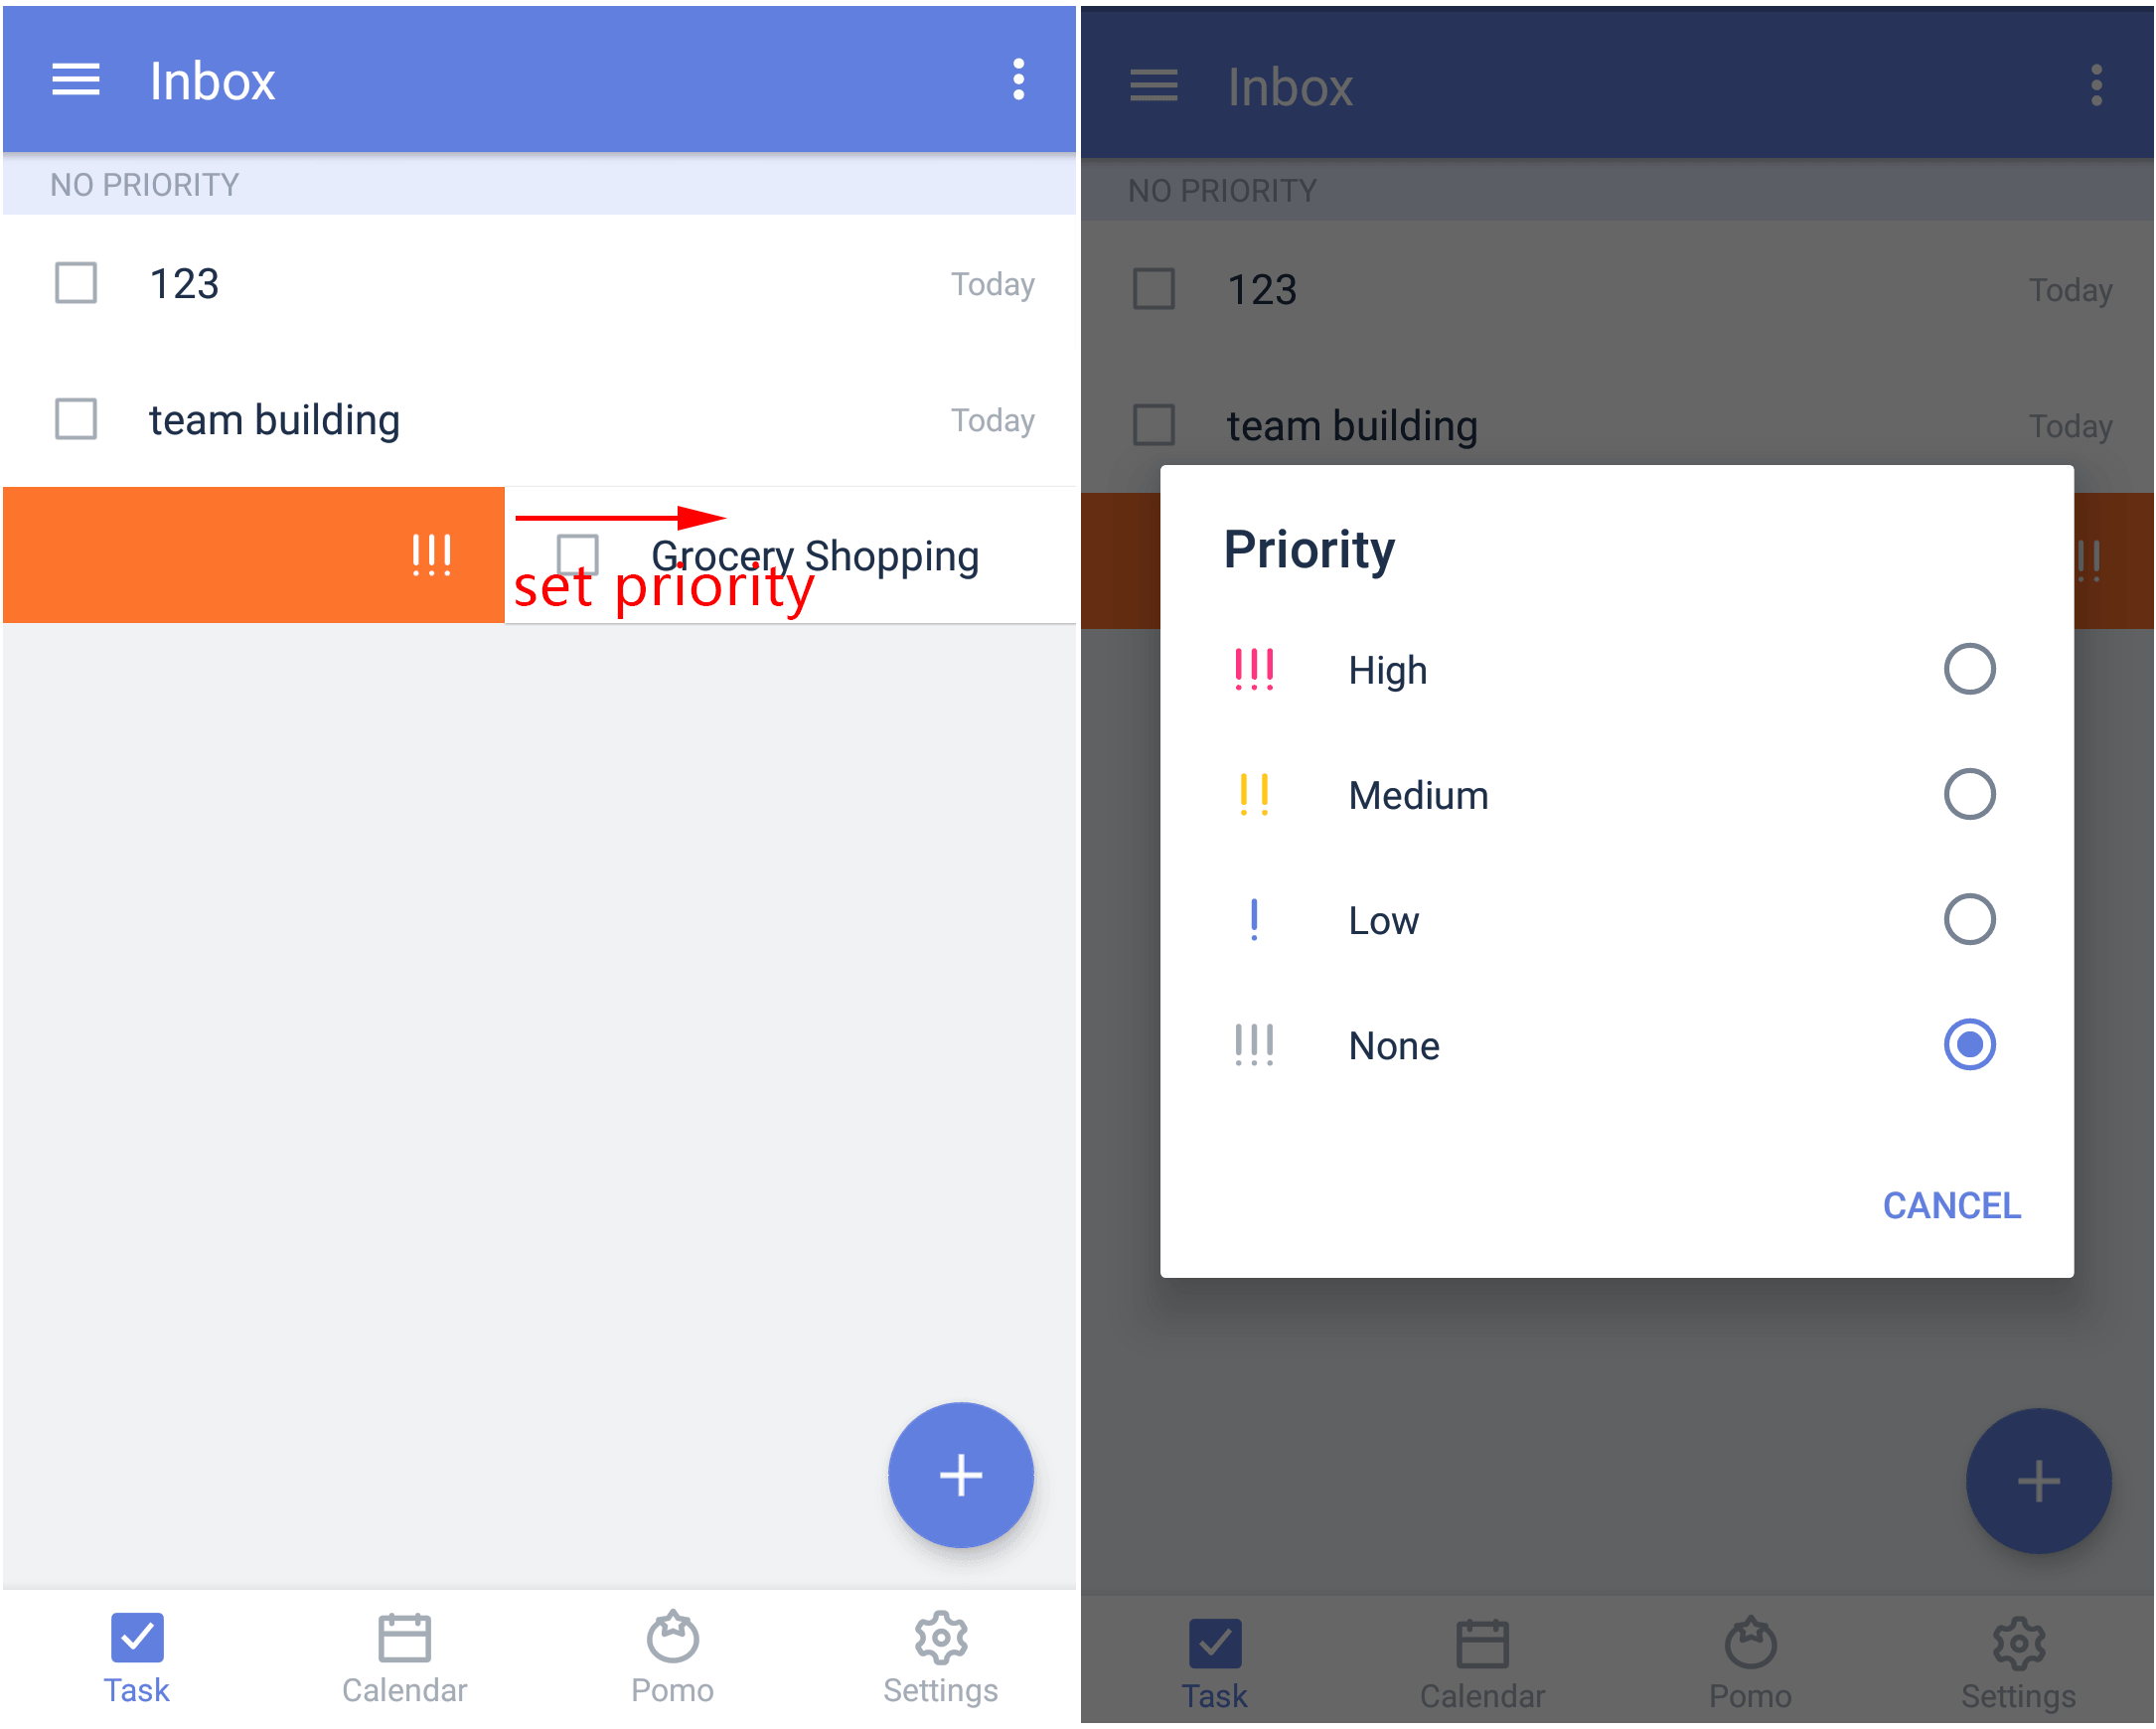 Inbox
NO PRIORITY
123 Today
team building Today
Grocery Shopping
set priority
Task Calendar Pomo Settings
Inbox
NO PRIORITY
123 Today
team building Today
Priority
High
Medium
Low
None
CANCEL
Task Calendar Pomo Settings